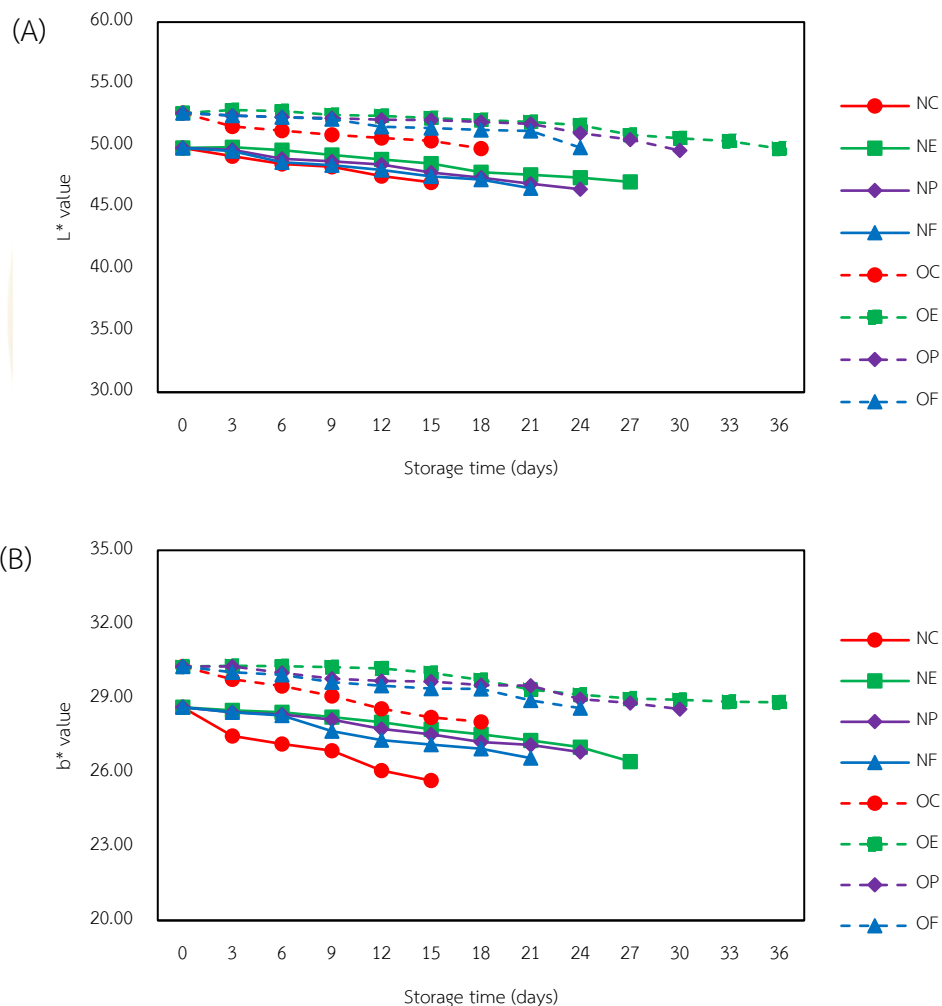 (A)
60.00
55.00
50.00
45.00
40.00
35.00
30.00
L* value
0 3 6 9 12 15 18 21 24 27 30 33 36
Storage time (days)
NC
NE
NP
NF
OC
OE
OP
OF
(B)
35.00
32.00
29.00
26.00
23.00
20.00
b* value
0 3 6 9 12 15 18 21 24 27 30 33 36
Storage time (days)
NC
NE
NP
NF
OC
OE
OP
OF